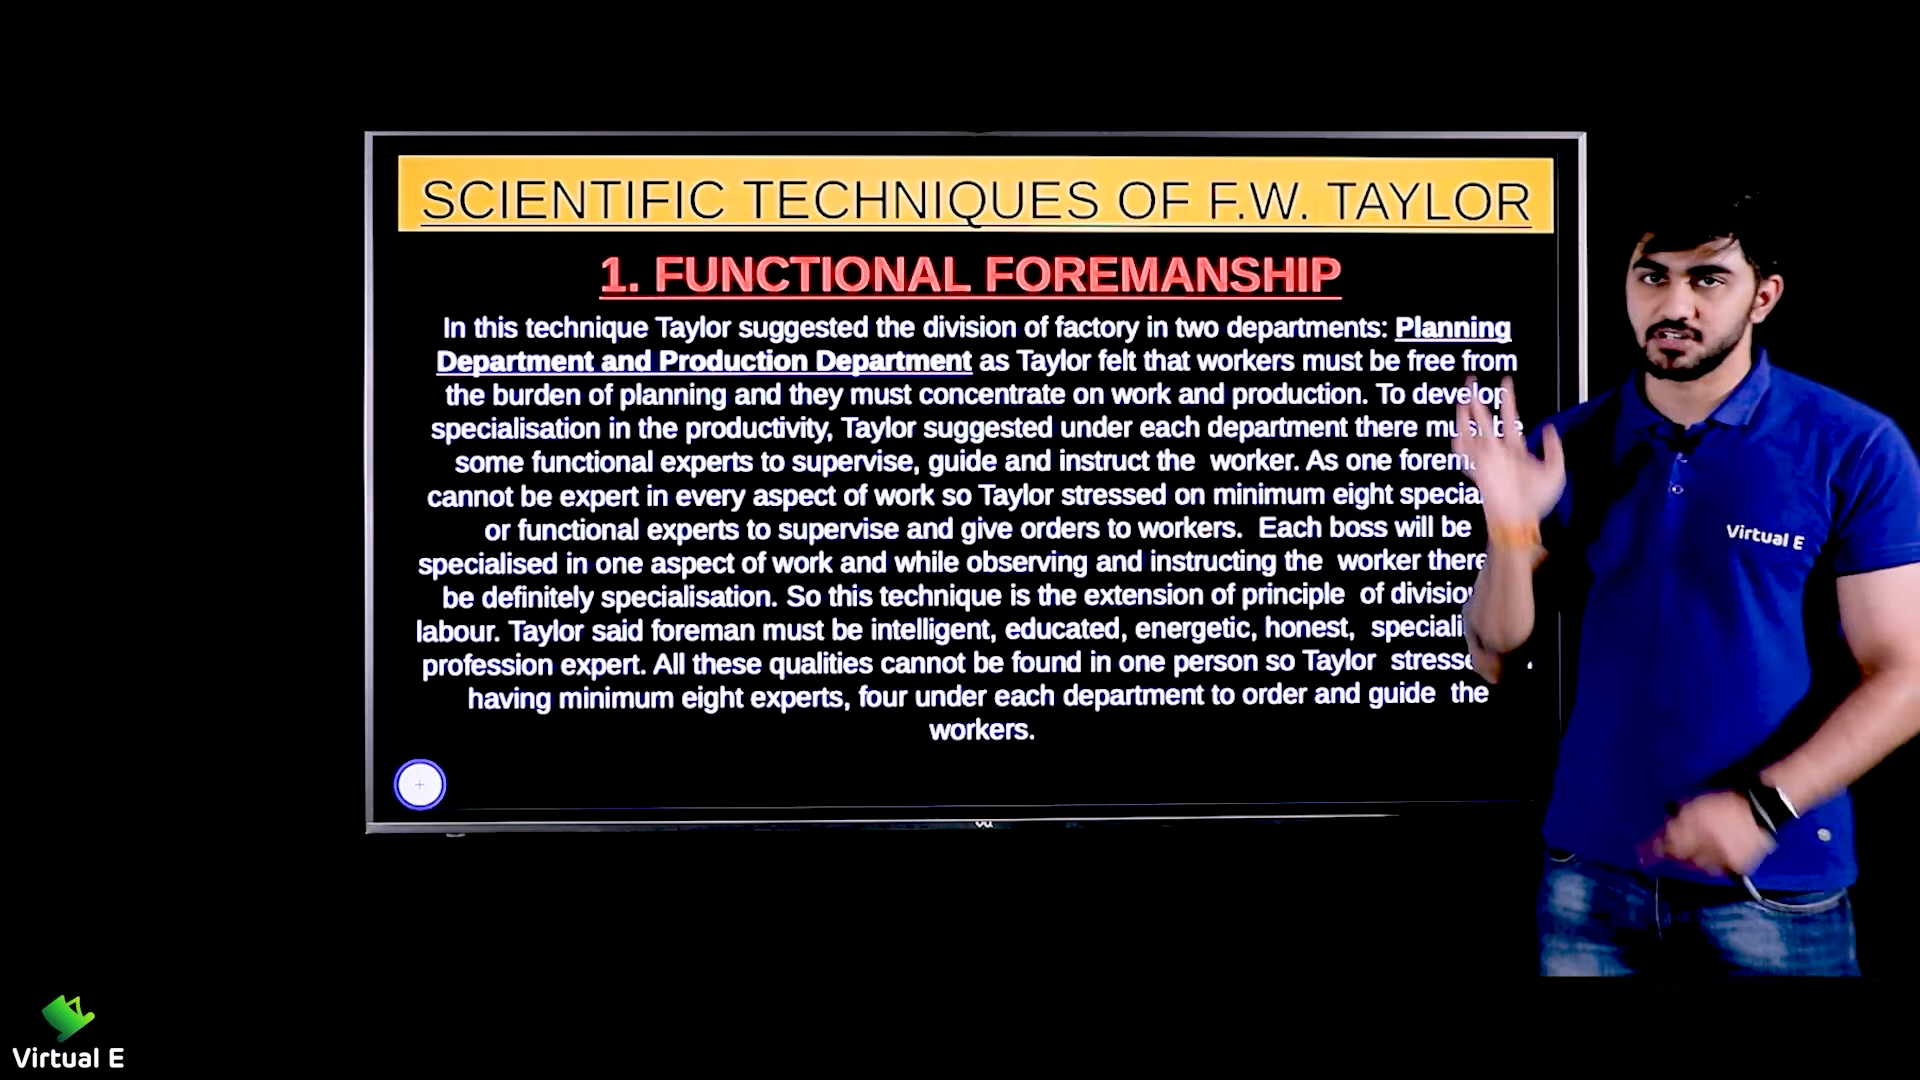 SCIENTIFIC TECHNIQUES OF F.W. TAYLOR
1. FUNCTIONAL FOREMANSHIP
In this technique Taylor suggested the division of factory in two departments: Planning
Department and Production Department as Taylor felt that workers must be free from
the burden of planning and they must concentrate on work and production. To develop
specialisation in the productivity, Taylor suggested under each department there must be
some functional experts to supervise, guide and instruct the worker. As one
cannot be expert in every aspect of work so Taylor stressed on minimum eight
or functional experts to supervise and give orders to workers. Each boss will be
specialised in one aspect of work and while observing and instructing the worker there
be definitely specialisation. So this technique is the extension of principle of
labour. Taylor said foreman must be intelligent, educated, energetic, honest,
profession expert. All these qualities cannot be found in one person so Taylor
having minimum eight experts, four under each department to order and guide the
workers.
vu
Virtual E
Virtual E